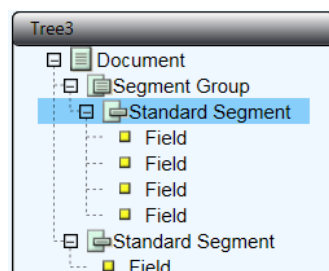 Tree3
Document
Segment Group
Standard Segment
Field
Field
Field
Field
Standard Segment
Field